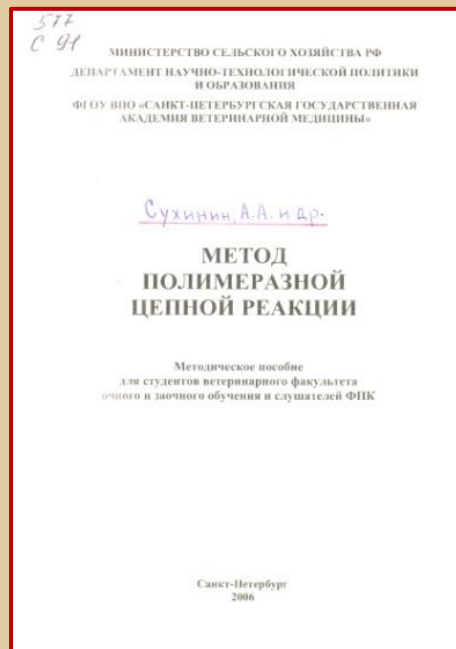 577
С 91
МИНИСТЕРСТВО СЕЛЬСКОГО ХОЗЯЙСТВА РФ
ДЕПАРТАМЕНТ НАУЧНО-ТЕХНОЛОГИЧЕСКОЙ ПОЛИТИКИ
И ОБРАЗОВАНИЯ
ФГОУ ВПО «САНКТ-ПЕТЕРБУРГСКАЯ ГОСУДАРСТВЕННАЯ
АКАДЕМИЯ ВЕТЕРИНАРНОЙ МЕДИЦИНЫ»
Сухинин, А.А. и др.
МЕТОД
ПОЛИМЕРАЗНОЙ
ЦЕПНОЙ РЕАКЦИИ
Методическое пособие
для студентов ветеринарного факультета
очного и заочного обучения и слушателей ФПК
Санкт-Петербург
2006